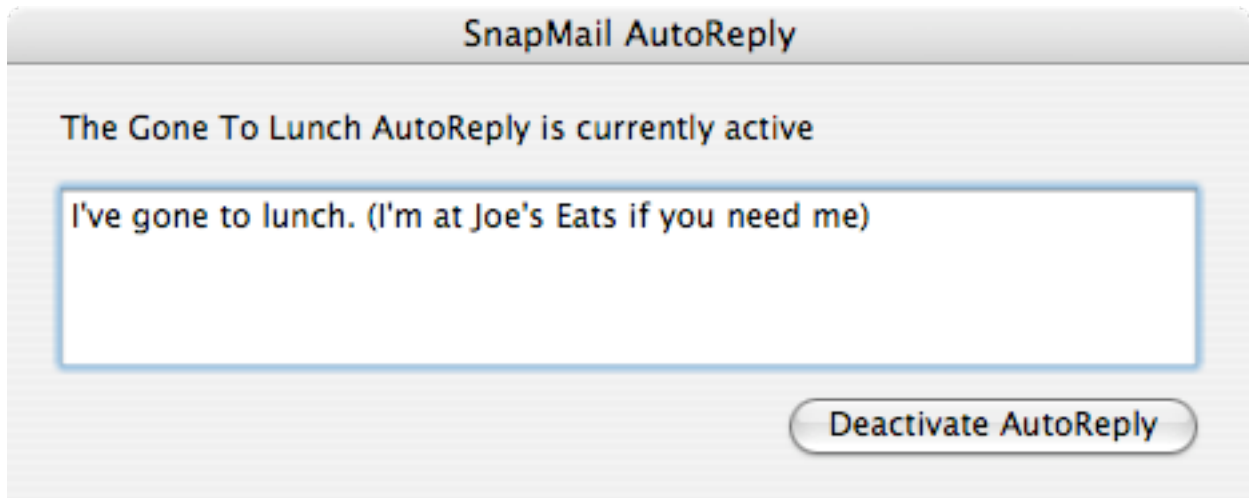 SnapMail AutoReply
The Gone To Lunch AutoReply is currently active
I've gone to lunch. (I'm at Joe's Eats if you need me)
Deactivate AutoReply